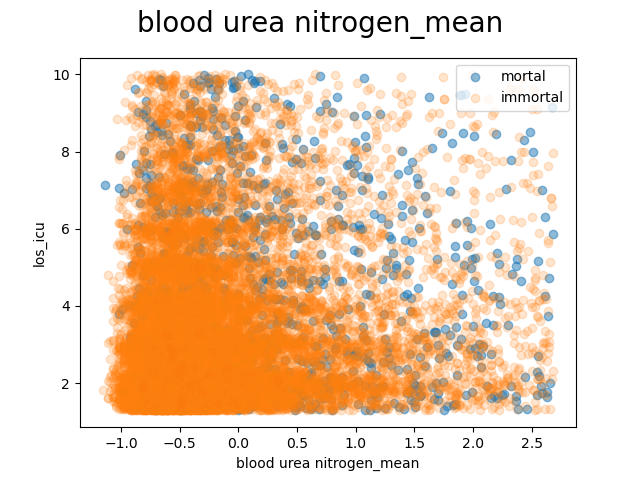 blood urea nitrogen_mean
mortal
immortal
los_icu
10
8
6
4
2
−1.0 −0.5 0.0 0.5 1.0 1.5 2.0 2.5
blood urea nitrogen_mean